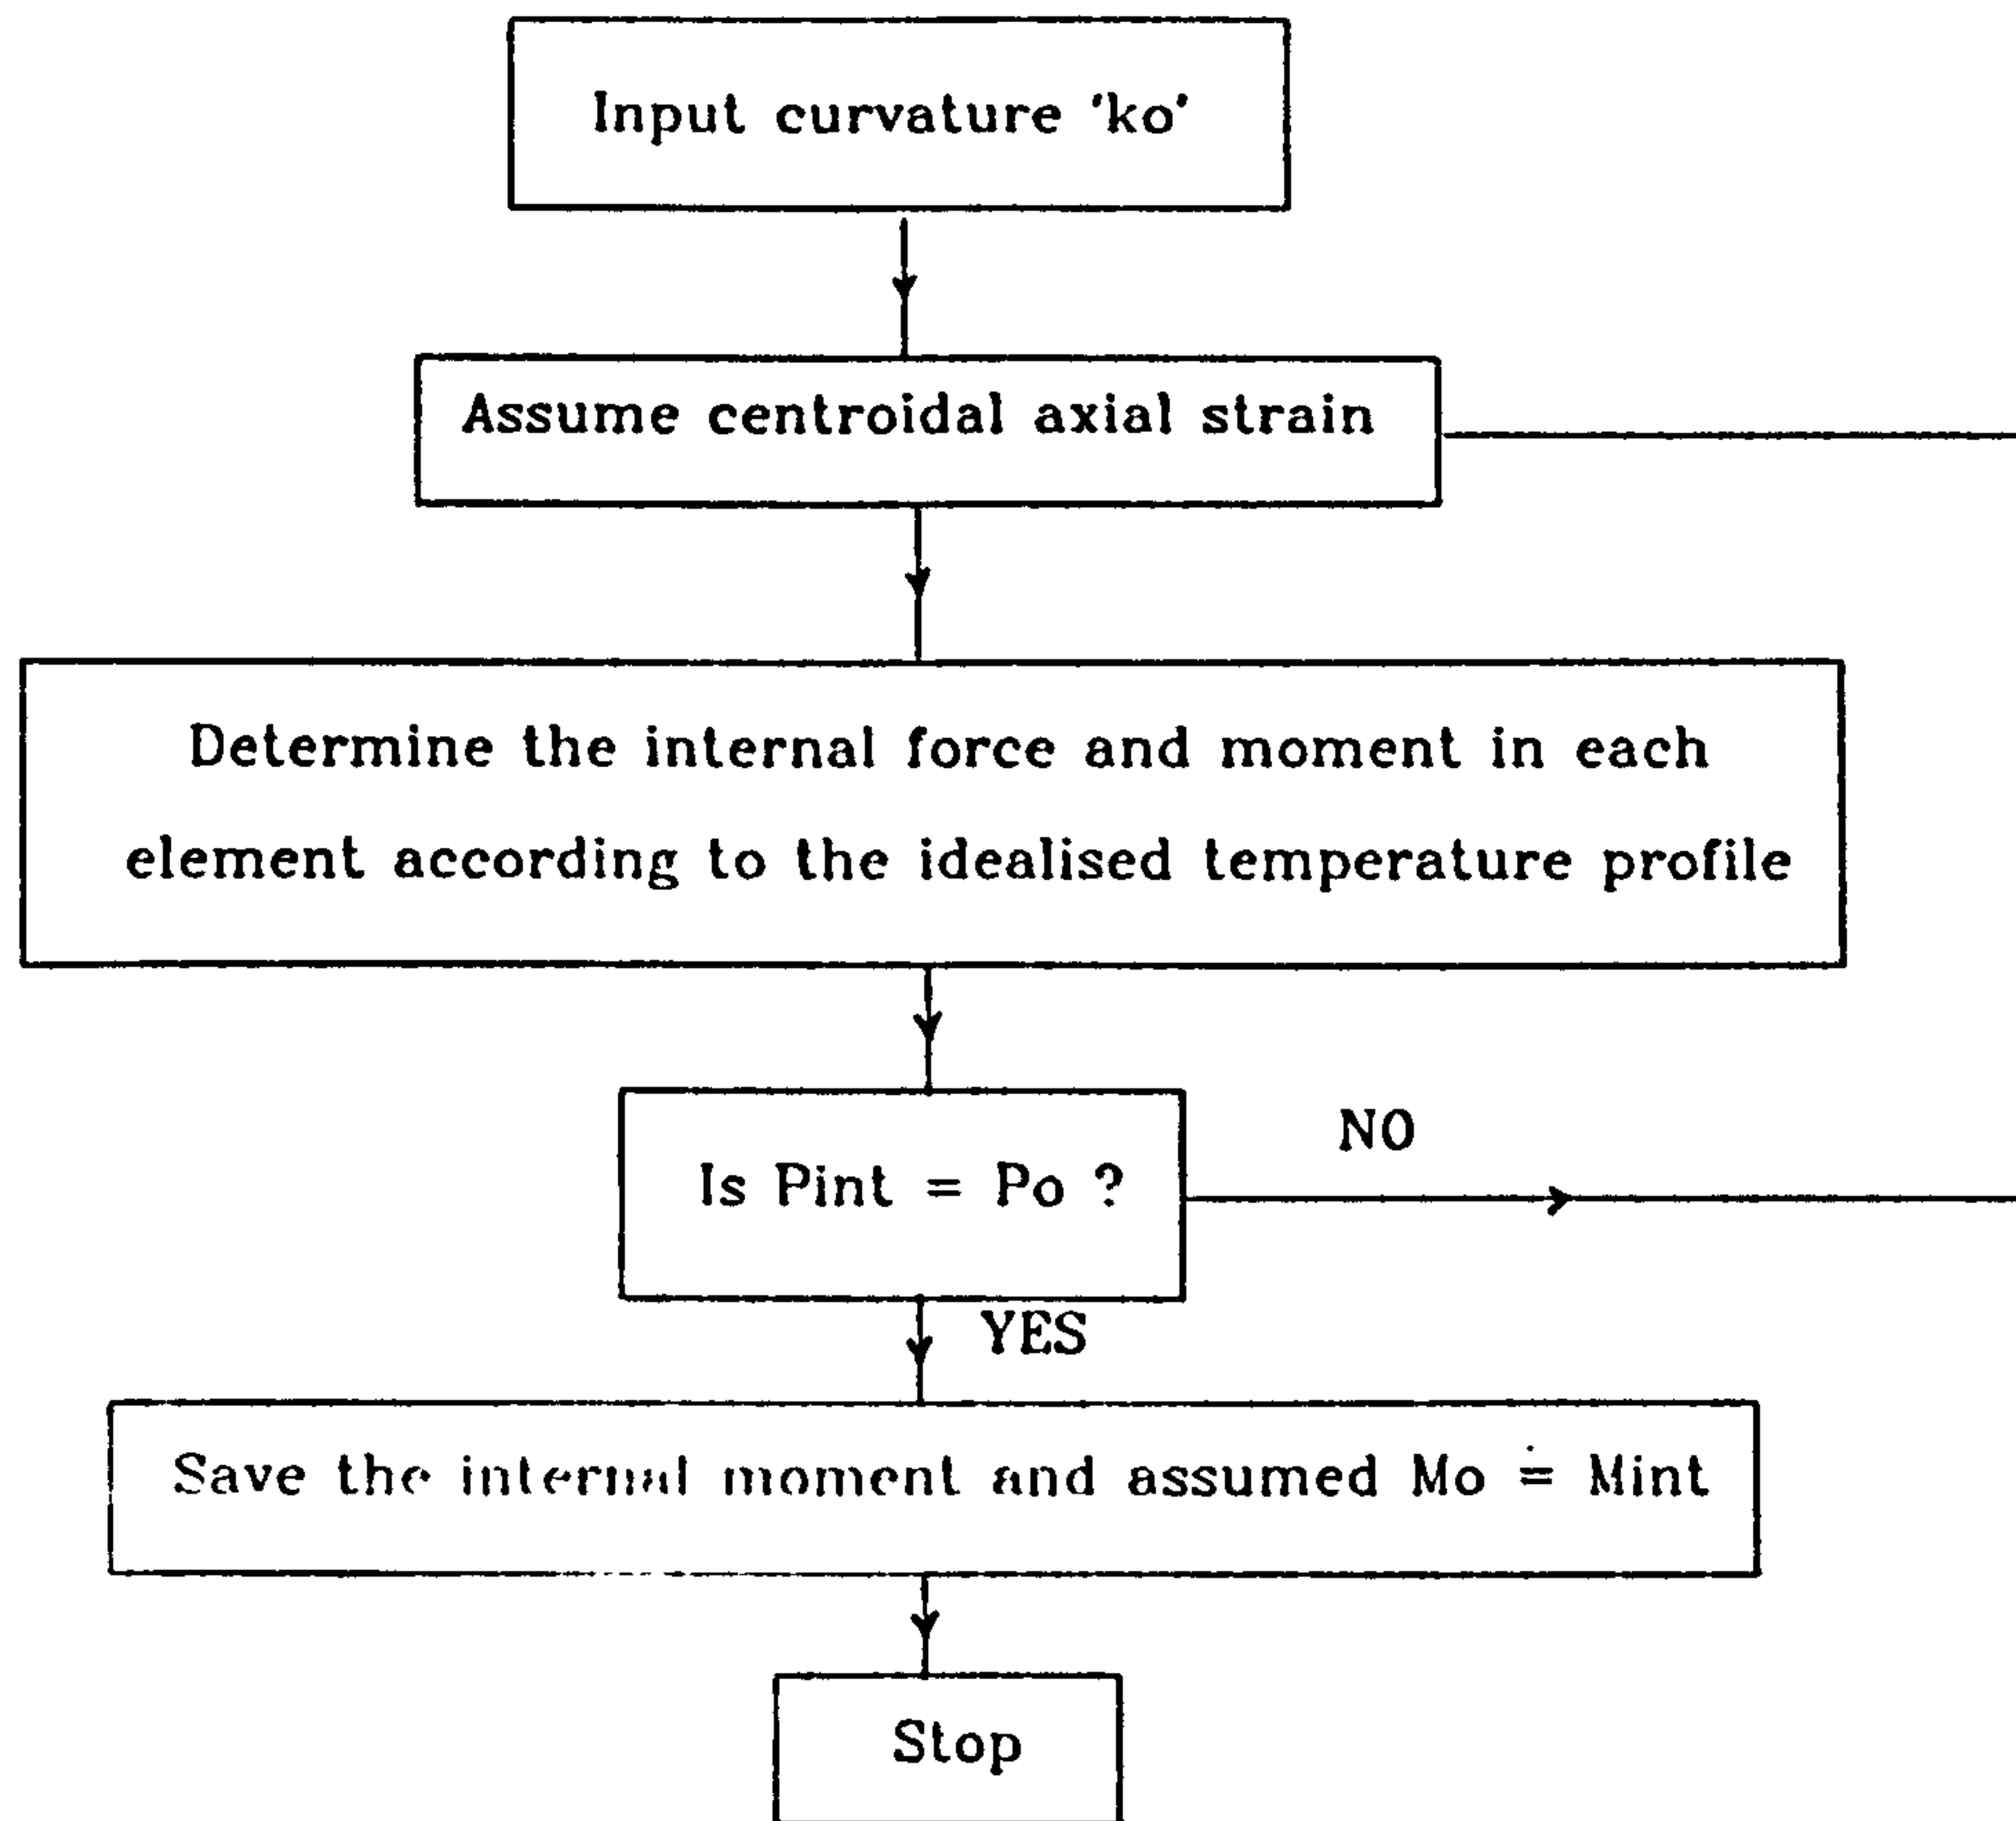 Input curvature ‘ko’
Assume centroidal axial strain
Determine the internal force and moment in each
element according to the idealised temperature profile
Is Pint = Po ?
NO
YES
Save the internal moment and assumed Mo = Mint
Stop